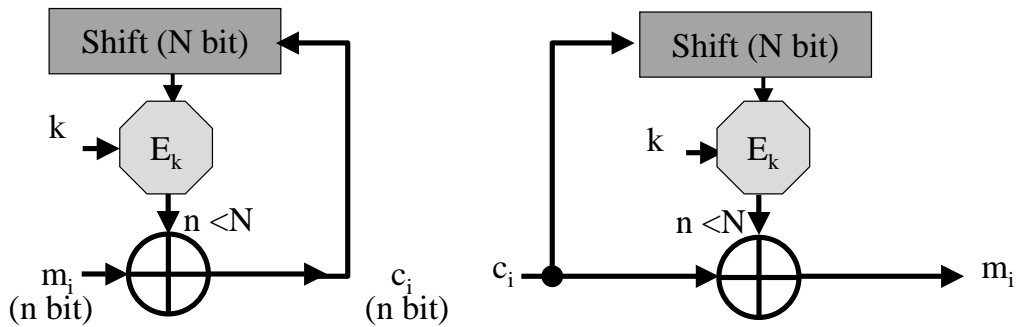 Shift (N bit)
k
E_k
n <N
m_i
(n bit)
c_i
(n bit)
Shift (N bit)
k
E_k
n <N
c_i
m_i